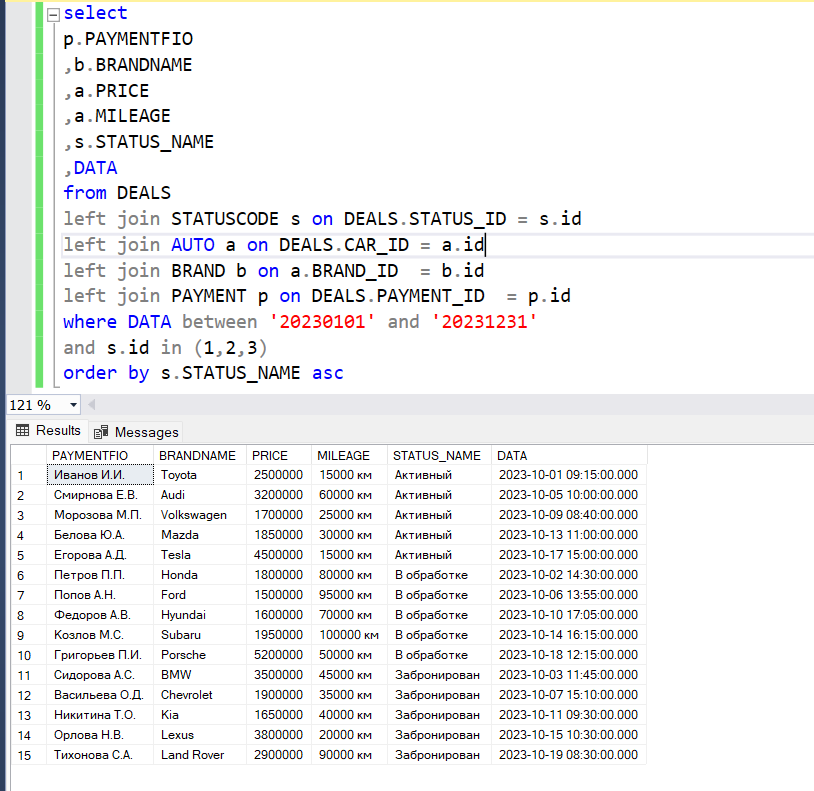 select
p.PAYMENTFIO
,b.BRANDNAME
,a.PRICE
,a.MILEAGE
,s.STATUS_NAME
,DATA
from DEALS
left join STATUSCODE s on DEALS.STATUS_ID = s.id
left join AUTO a on DEALS.CAR_ID = a.id
left join BRAND b on a.BRAND_ID  = b.id
left join PAYMENT p on DEALS.PAYMENT_ID  = p.id
where DATA between '20230101' and '20231231'
and s.id in (1,2,3)
order by s.STATUS_NAME asc
121 %
Results Messages
PAYMENTFIO BRANDNAME PRICE MILEAGE STATUS_NAME DATA
1 Иванов И.И. Toyota 2500000 15000 км Активный 2023-10-01 09:15:00.000
2 Смирнова Е.В. Audi 3200000 60000 км Активный 2023-10-05 10:00:00.000
3 Морозова М.П. Volkswagen 1700000 25000 км Активный 2023-10-09 08:40:00.000
4 Белова Ю.А. Mazda 1850000 30000 км Активный 2023-10-13 11:00:00.000
5 Егорова А.Д. Tesla 4500000 15000 км Активный 2023-10-17 15:00:00.000
6 Петров П.П. Honda 1800000 80000 км В обработке 2023-10-02 14:30:00.000
7 Попов А.Н. Ford 1500000 95000 км В обработке 2023-10-06 13:55:00.000
8 Федоров А.В. Hyundai 1600000 70000 км В обработке 2023-10-10 17:05:00.000
9 Козлов М.С. Subaru 1950000 100000 км В обработке 2023-10-14 16:15:00.000
10 Григорьев П.И. Porsche 5200000 50000 км В обработке 2023-10-18 12:15:00.000
11 Сидорова А.С. BMW 3500000 45000 км Забронирован 2023-10-03 11:45:00.000
12 Васильева О.Д. Chevrolet 1900000 35000 км Забронирован 2023-10-07 15:10:00.000
13 Никитина Т.О. Kia 1650000 40000 км Забронирован 2023-10-11 09:30:00.000
14 Орлова Н.В. Lexus 3800000 20000 км Забронирован 2023-10-15 10:30:00.000
15 Тихонова С.А. Land Rover 2900000 90000 км Забронирован 2023-10-19 08:30:00.000